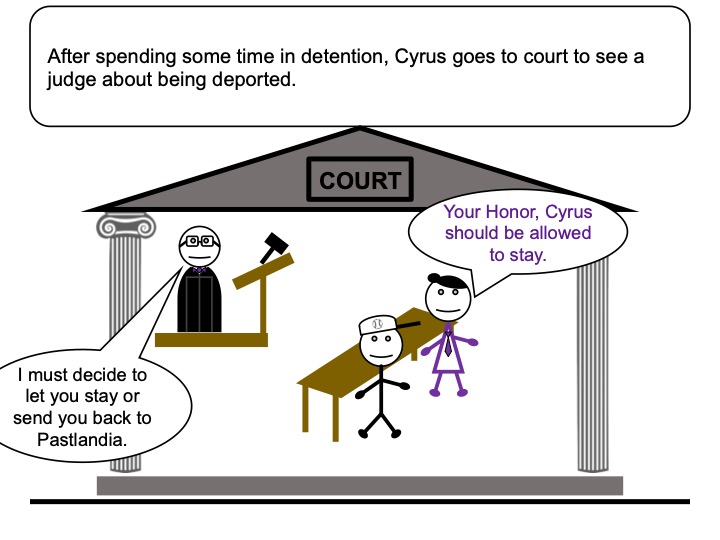 After spending some time in detention, Cyrus goes to court to see a
judge about being deported.
COURT
Your Honor, Cyrus
should be allowed
to stay.
I must decide to
let you stay or
send you back to
Pastlandia.